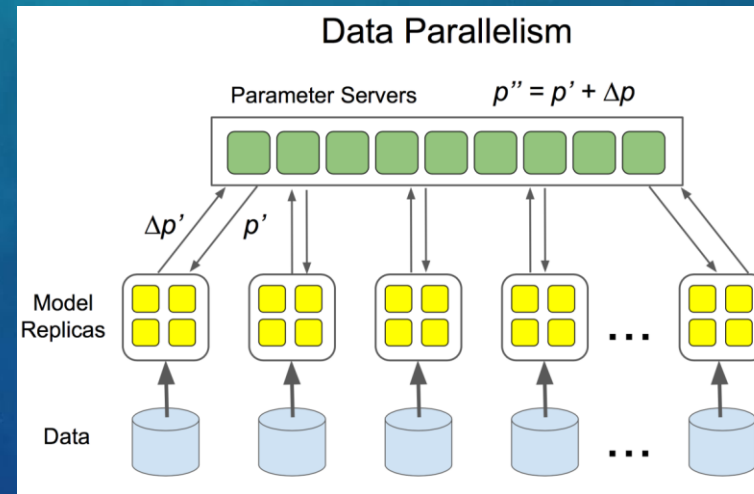 Data Parallelism
Parameter Servers p'' = p' + Δp
Δp' p'
Model
Replicas
...
Data
...